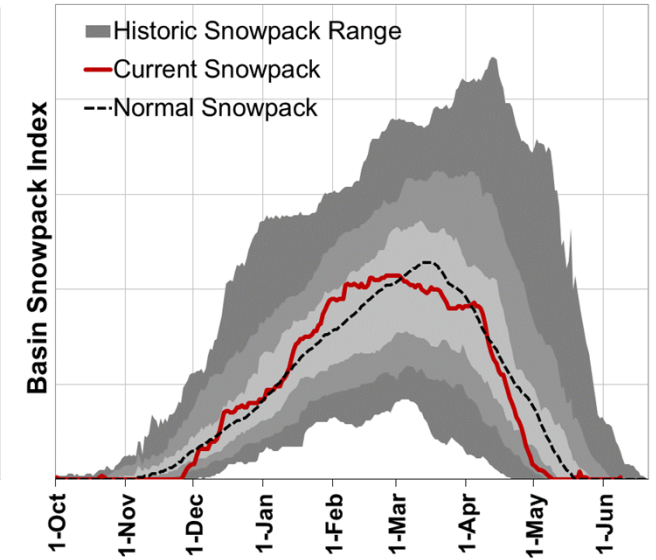 Historic Snowpack Range
Current Snowpack
Normal Snowpack
Basin Snowpack Index
1-Oct
1-Nov
1-Dec
1-Jan
1-Feb
1-Mar
1-Apr
1-May
1-Jun